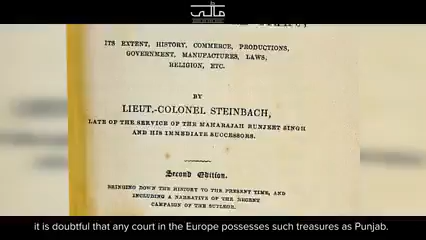 مآلی
ITS EXTENT, HISTORY, COMMERCE, PRODUCTIONS,
GOVERNMENT, MANUFACTURES, LAWS,
RELIGION, ETC.
BY
LIEUT.-COLONEL STEINBACH,
LATE OF THE SERVICE OF THE MAHARAJAH RUNJEET SINGH
AND HIS IMMEDIATE SUCCESSORS.
Second Edition.
BRINGING DOWN THE HISTORY TO THE PRESENT TIME, AND
INCLUDING A NARRATIVE OF THE RECENT
CAMPAIGN OF THE SUTLEJ.
it is doubtful that any court in the Europe possesses such treasures as Punjab.